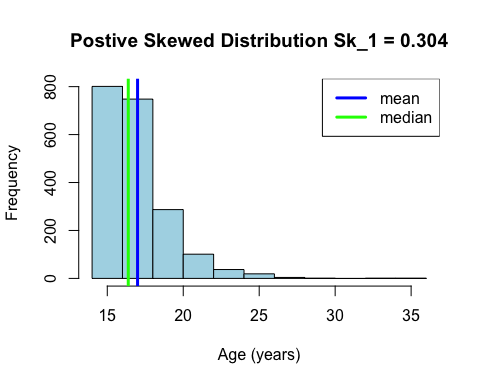 Postive Skewed Distribution Sk_1 = 0.304
mean
median
Frequency
800
600
400
200
0
15 20 25 30 35
Age (years)